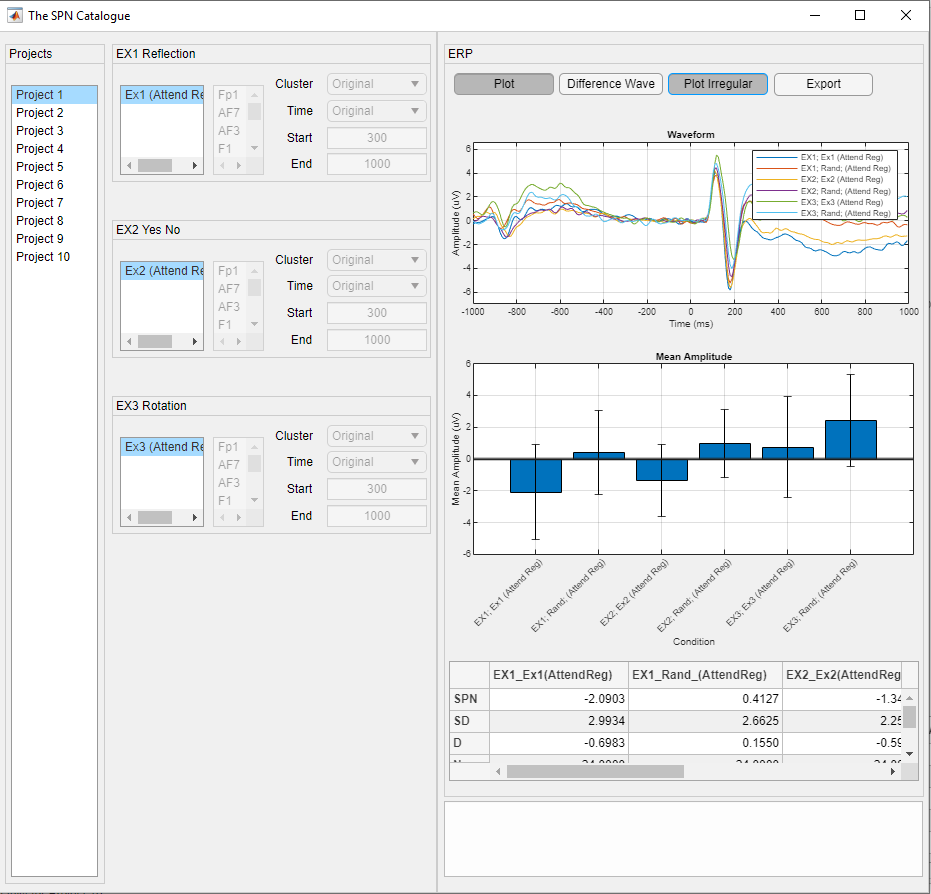 The SPN Catalogue
Projects
Project 1
Project 2
Project 3
Project 4
Project 5
Project 6
Project 7
Project 8
Project 9
Project 10
EX1 Reflection
Ex1 (Attend Re
Fp1
AF7
AF3
F1
Cluster Original
Time Original
Start 300
End 1000
EX2 Yes No
Ex2 (Attend Re
Fp1
AF7
AF3
F1
Cluster Original
Time Original
Start 300
End 1000
EX3 Rotation
Ex3 (Attend Re
Fp1
AF7
AF3
F1
Cluster Original
Time Original
Start 300
End 1000
ERP
Plot Difference Wave Plot Irregular Export
Waveform
Amplitude (uV)
6
4
2
0
-2
-4
-6
EX1; Ex1 (Attend Reg)
EX1; Rand; (Attend Reg)
EX2; Ex2 (Attend Reg)
EX2; Rand; (Attend Reg)
EX3; Ex3 (Attend Reg)
EX3; Rand; (Attend Reg)
-1000 -800 -600 -400 -200 0 200 400 600 800 1000
Time (ms)
Mean Amplitude
Mean Amplitude (uV)
6
4
2
0
-2
-4
-6
EX1; Ex1 (Attend Reg)
EX1; Rand; (Attend Reg)
EX2; Ex2 (Attend Reg)
EX2; Rand; (Attend Reg)
EX3; Ex3 (Attend Reg)
EX3; Rand; (Attend Reg)
Condition
EX1_Ex1(AttendReg) EX1_Rand_(AttendReg) EX2_Ex2(AttendReg
SPN -2.0903 0.4127 -1.34
SD 2.9934 2.6625 2.25
D -0.6983 0.1550 -0.59